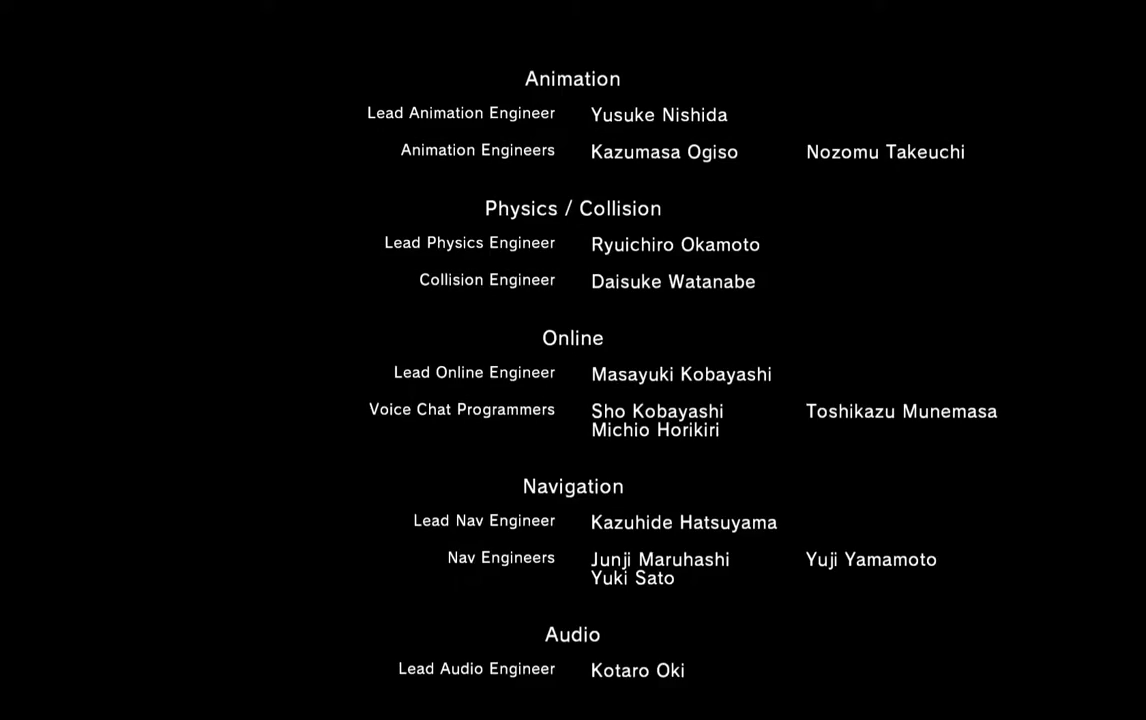 Animation
Lead Animation Engineer Yusuke Nishida
Animation Engineers Kazumasa Ogiso Nozomu Takeuchi
Physics / Collision
Lead Physics Engineer Ryuichiro Okamoto
Collision Engineer Daisuke Watanabe
Online
Lead Online Engineer Masayuki Kobayashi
Voice Chat Programmers Sho Kobayashi Toshikazu Munemasa
Michio Horikiri
Navigation
Lead Nav Engineer Kazuhide Hatsuyama
Nav Engineers Junji Maruhashi Yuji Yamamoto
Yuki Sato
Audio
Lead Audio Engineer Kotaro Oki